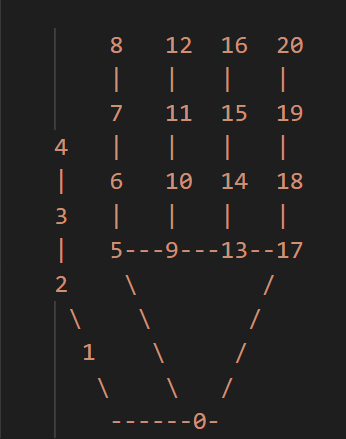 8   12  16  20
    |   |   |   |
    7   11  15  19
4   |   |   |   |
|   6   10  14  18
3   |   |   |   |
|   5---9---13--17
2    \         /
 \    \       /
  1    \     /
   \    \   /
    ------0-